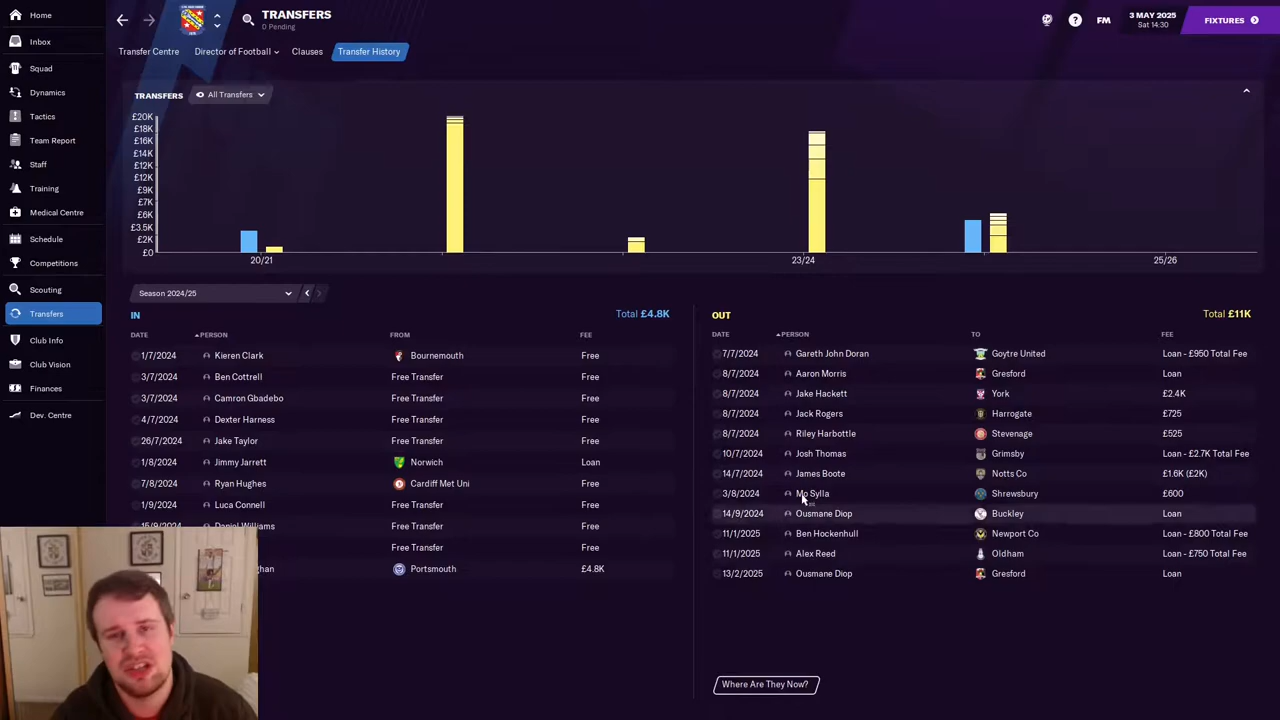 Home
Inbox
Squad
Dynamics
Tactics
Team Report
Staff
Training
Medical Centre
Schedule
Competitions
Scouting
Transfers
Club Info
Club Vision
Finances
Dev. Centre
TRANSFERS
0 Pending
FM
3 MAY 2025
Sat 14:30
FIXTURES
Transfer Centre
Director of Football
Clauses
Transfer History
TRANSFERS
All Transfers
£20K
£18K
£16K
£14K
£12K
£12K
£9K
£7K
£6K
£3.5K
£2K
£0
20/21
23/24
25/26
Season 2024/25
IN Total £4.8K
DATE PERSON FROM FEE
1/7/2024 Kieren Clark Bournemouth Free
3/7/2024 Ben Cottrell Free Transfer Free
3/7/2024 Camron Gbadebo Free Transfer Free
4/7/2024 Dexter Harness Free Transfer Free
26/7/2024 Jake Taylor Free Transfer Free
1/8/2024 Jimmy Jarrett Norwich Loan
7/8/2024 Ryan Hughes Cardiff Met Uni Free
1/9/2024 Luca Connell Free Transfer Free
15/9/2024 Daniel Williams Free Transfer Free
Free Transfer Free
Portsmouth £4.8K
OUT Total £11K
DATE PERSON TO FEE
7/7/2024 Gareth John Doran Goytre United Loan - £950 Total Fee
8/7/2024 Aaron Morris Gresford Loan
8/7/2024 Jake Hackett York £2.4K
8/7/2024 Jack Rogers Harrogate £725
8/7/2024 Riley Harbottle Stevenage £525
10/7/2024 Josh Thomas Grimsby Loan - £2.7K Total Fee
14/7/2024 James Boote Notts Co £1.6K (£2K)
3/8/2024 Mo Sylla Shrewsbury £600
14/9/2024 Ousmane Diop Buckley Loan
11/1/2025 Ben Hockenhull Newport Co Loan - £800 Total Fee
11/1/2025 Alex Reed Oldham Loan - £750 Total Fee
13/2/2025 Ousmane Diop Gresford Loan
Where Are They Now?